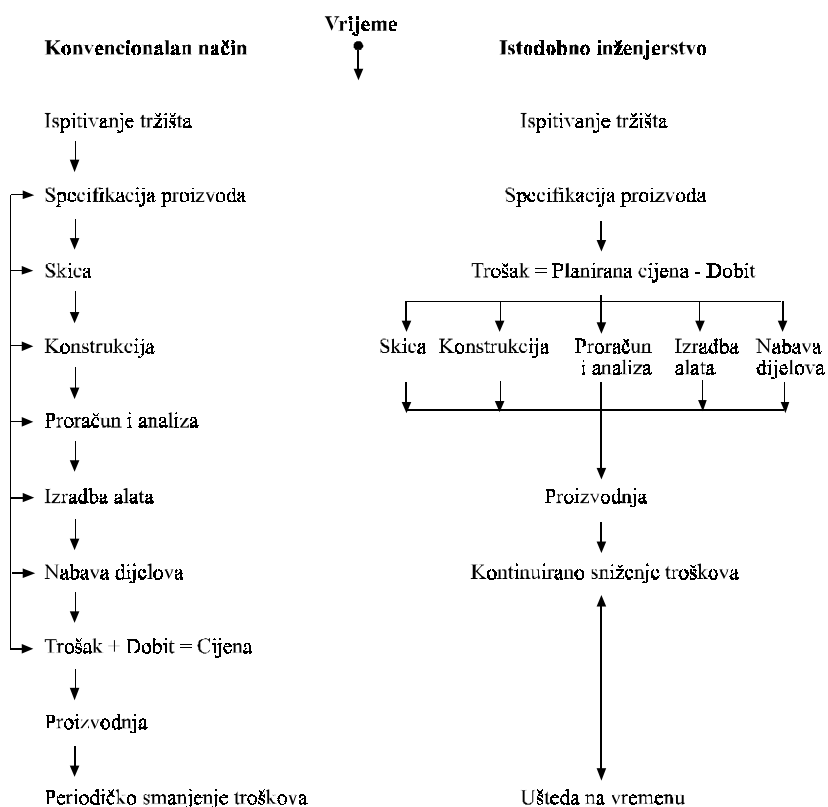 Vrijeme
Konvencionalan način
Istodobno inženjerstvo
Ispitivanje tržišta
Specifikacija proizvoda
Skica
Konstrukcija
Proračun i analiza
Izradba alata
Nabava dijelova
Trošak + Dobit = Cijena
Proizvodnja
Periodičko smanjenje troškova
Ispitivanje tržišta
Specifikacija proizvoda
Trošak = Planirana cijena - Dobit
Skica
Konstrukcija
Proračun
i analiza
Izradba
alata
Nabava
dijelova
Proizvodnja
Kontinuirano sniženje troškova
Ušteda na vremenu